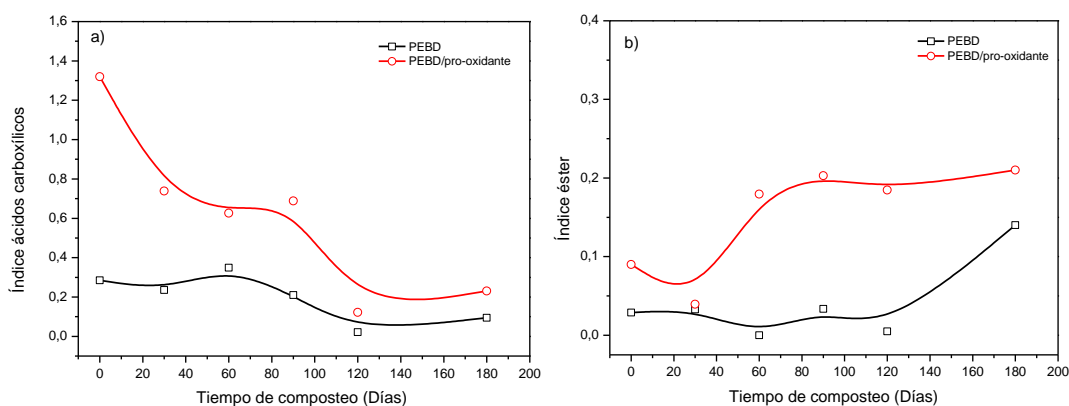 a)
PEBD
PEBD/pro-oxidante
Índice ácidos carboxílicos
1,6
1,4
1,2
1,0
0,8
0,6
0,4
0,2
0,0
0 20 40 60 80 100 120 140 160 180 200
Tiempo de composteo (Días)
b)
PEBD
PEBD/pro-oxidante
Índice éster
0,4
0,3
0,2
0,1
0,0
0 20 40 60 80 100 120 140 160 180 200
Tiempo de composteo (Días)